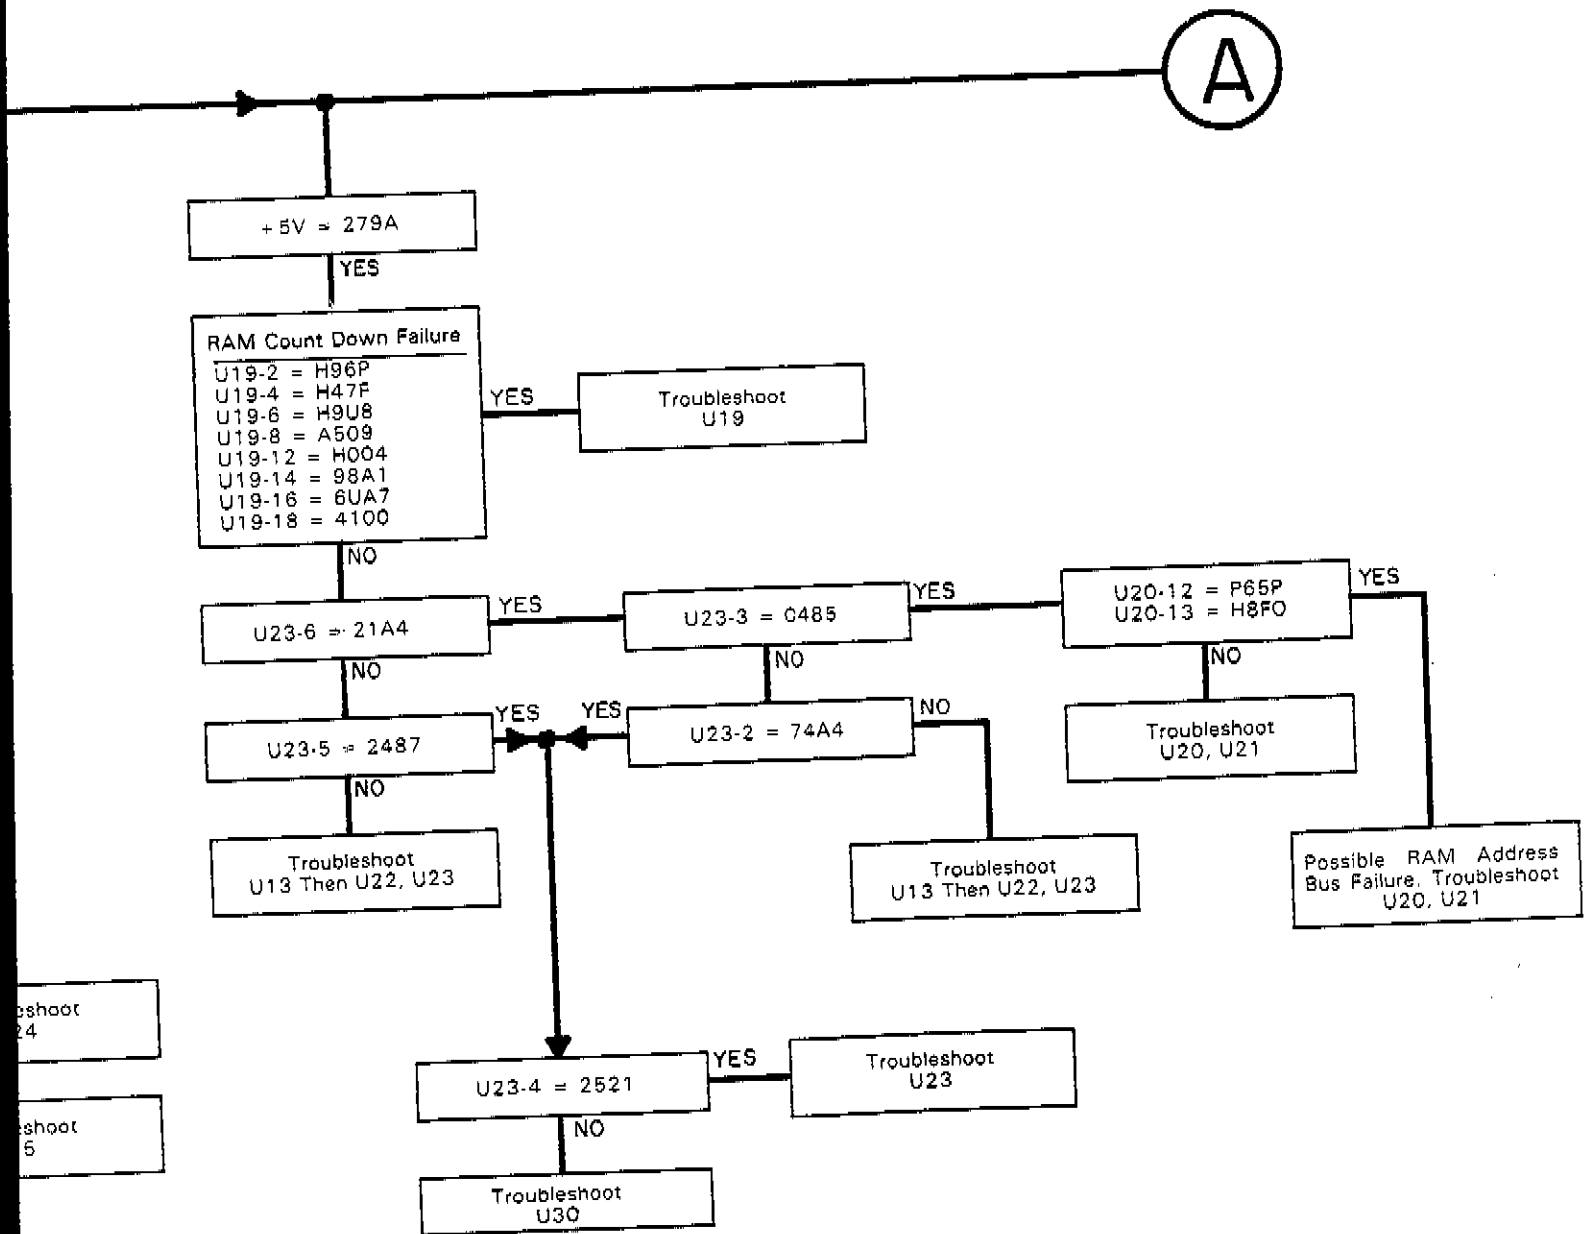 A
+5V = 279A
YES
RAM Count Down Failure
U19-2 = H96P
U19-4 = H47F
U19-6 = H9U8
U19-8 = A509
U19-12 = H004
U19-14 = 98A1
U19-16 = 6UA7
U19-18 = 4100
YES
Troubleshoot
U19
NO
U23-6 = 21A4
YES
U23-3 = 0485
YES
U20-12 = P65P
U20-13 = H8FO
YES
NO
NO
NO
U23-5 = 2487
YES
YES
U23-2 = 74A4
NO
Troubleshoot
U20, U21
NO
Troubleshoot
U13 Then U22, U23
Troubleshoot
U13 Then U22, U23
Possible RAM Address
Bus Failure, Troubleshoot
U20, U21
eshoot
24
U23-4 = 2521
YES
Troubleshoot
U23
shoot
5
NO
Troubleshoot
U30